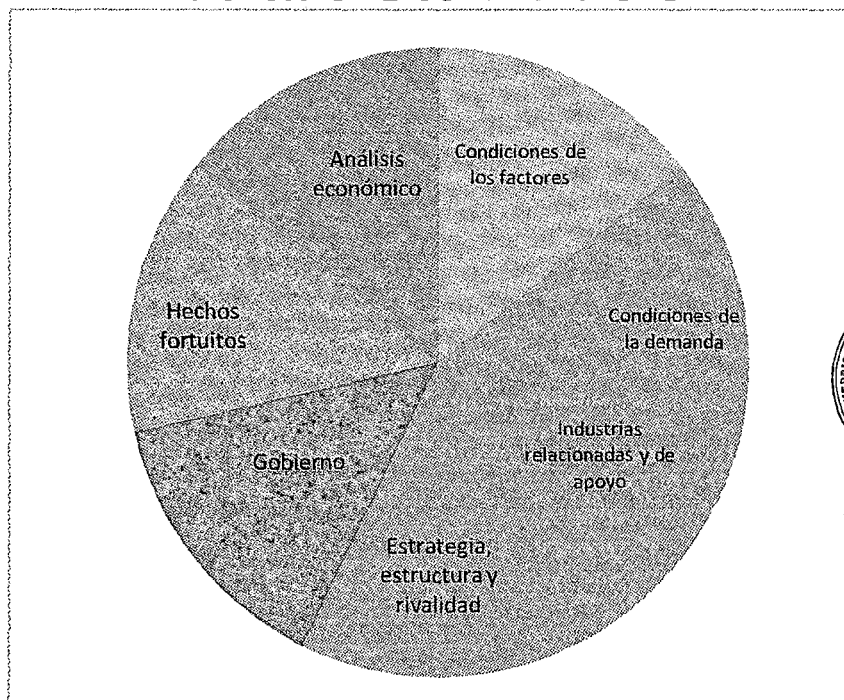 Análisis
económico
Condiciones de
los factores
Hechos
fortuitos
Condiciones de
la demanda
Industrias
relacionadas y de
apoyo
Gobierno
Estrategia,
estructura y
rivalidad